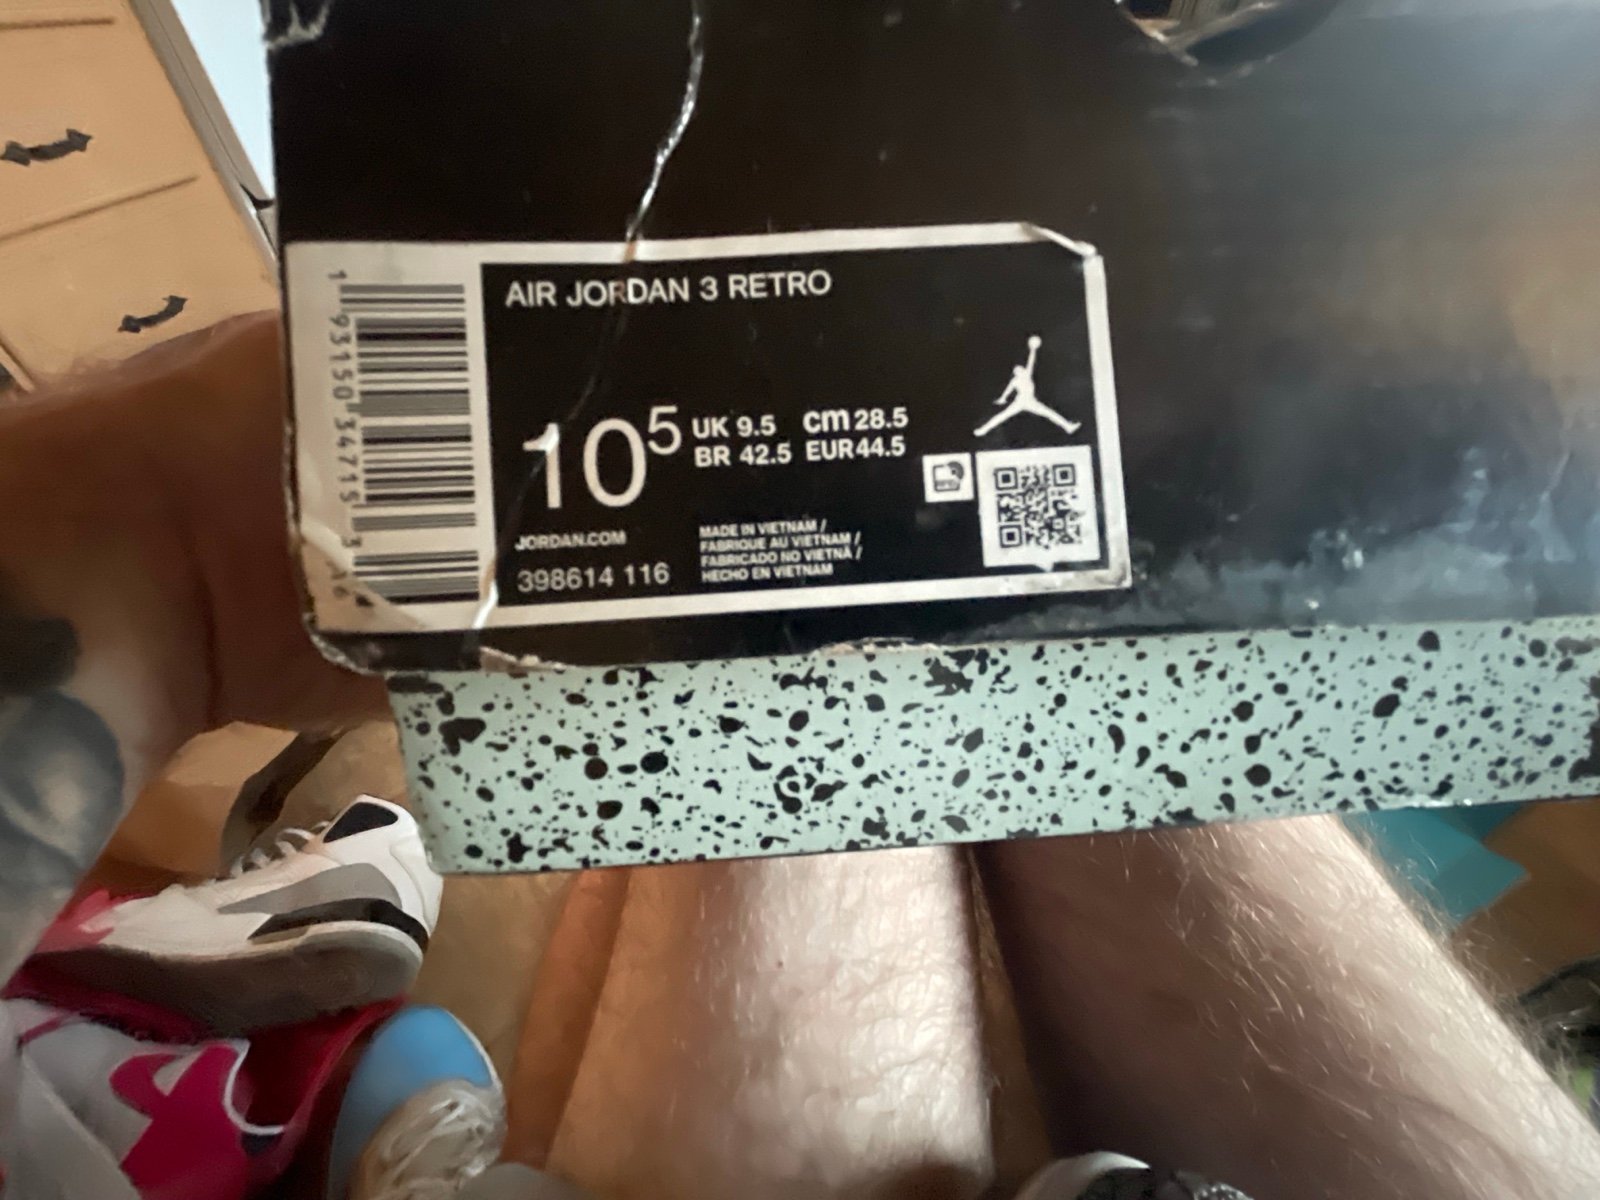 AIR JORDAN 3 RETRO
10⁵
UK 9.5 cm 28.5
BR 42.5 EUR 44.5
JORDAN.COM
398614 116
MADE IN VIETNAM /
FABRIQUE AU VIETNAM /
FABRICADO NO VIETNÃ /
HECHO EN VIETNAM
1 93150 34715 3